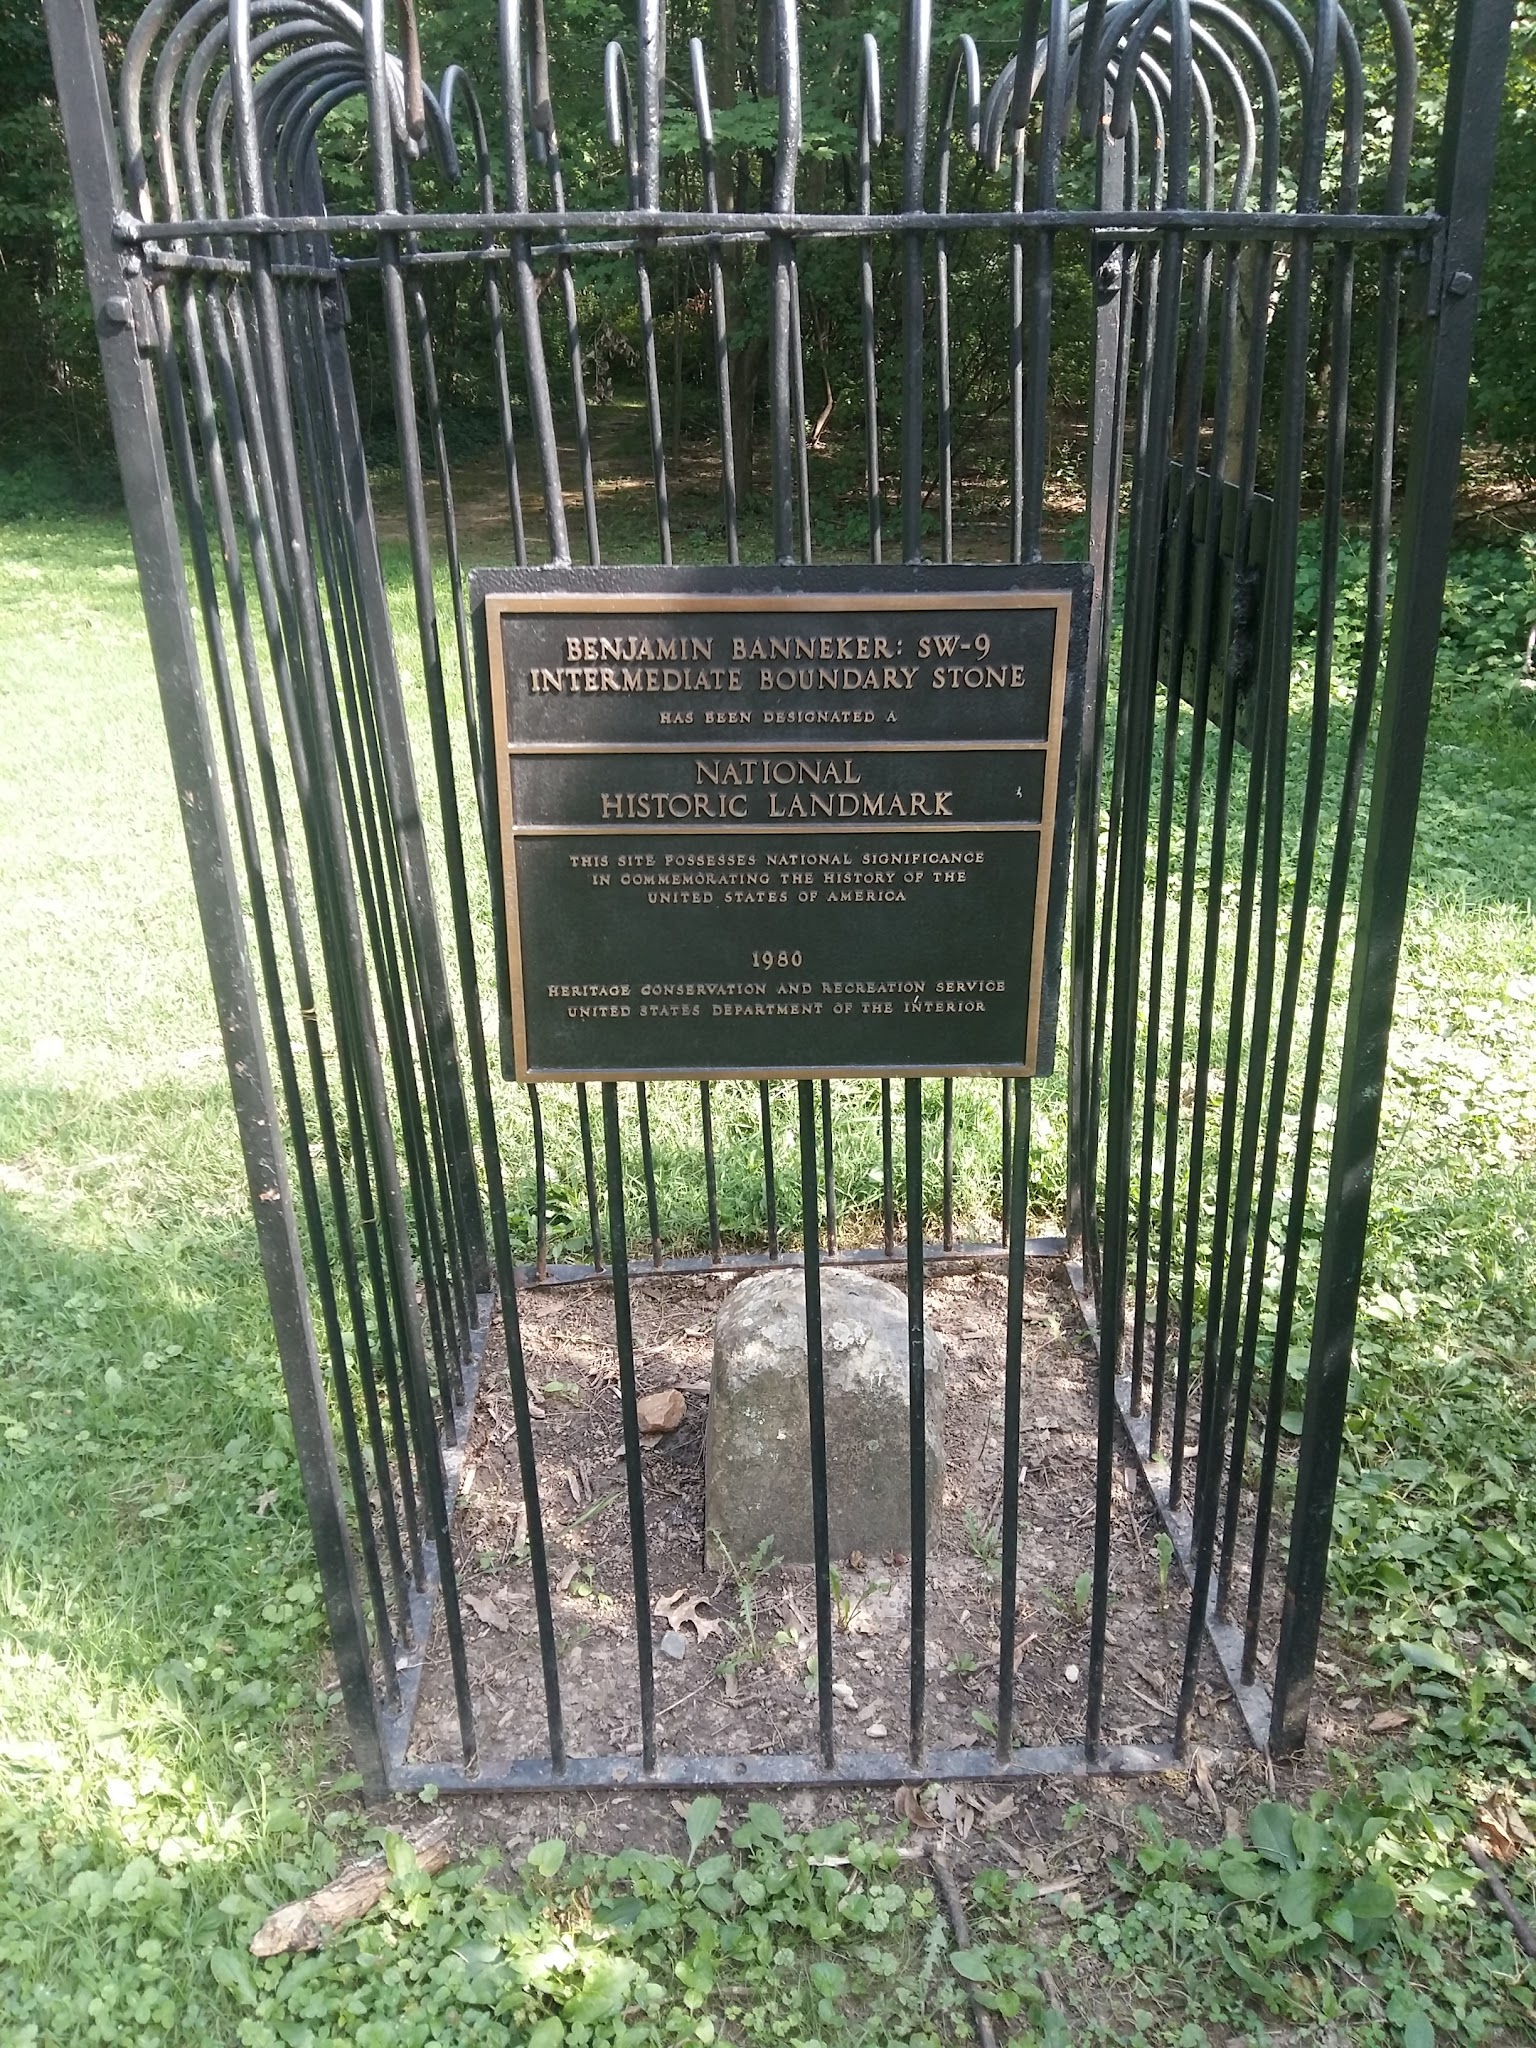 BENJAMIN BANNEKER: SW-9
INTERMEDIATE BOUNDARY STONE
HAS BEEN DESIGNATED A
NATIONAL
HISTORIC LANDMARK
THIS SITE POSSESSES NATIONAL SIGNIFICANCE
IN COMMEMORATING THE HISTORY OF THE
UNITED STATES OF AMERICA
1980
HERITAGE CONSERVATION AND RECREATION SERVICE
UNITED STATES DEPARTMENT OF THE INTERIOR